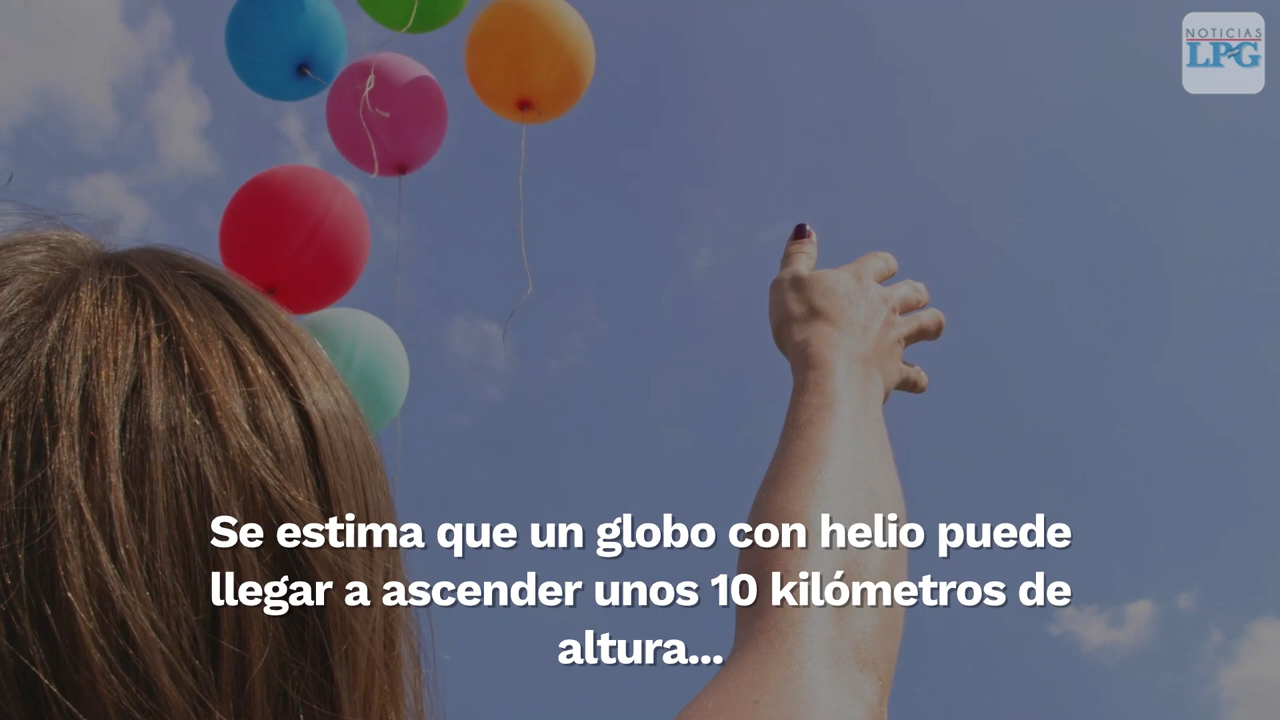 NOTICIAS
LPG
Se estima que un globo con helio puede
llegar a ascender unos 10 kilómetros de
altura...